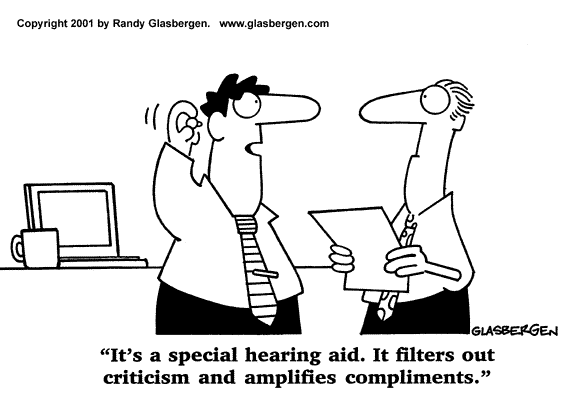 Copyright 2001 by Randy Glasbergen.   www.glasbergen.com
GLASBERGEN
“It’s a special hearing aid. It filters out
criticism and amplifies compliments.”